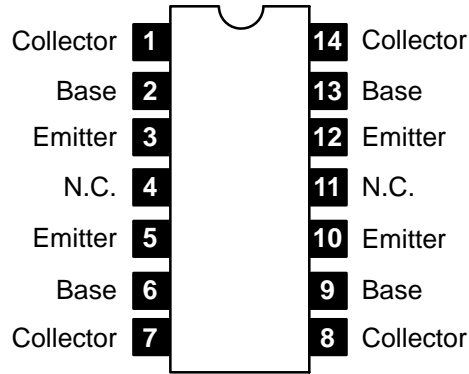 Collector 1 14 Collector
Base 2 13 Base
Emitter 3 12 Emitter
N.C. 4 11 N.C.
Emitter 5 10 Emitter
Base 6 9 Base
Collector 7 8 Collector